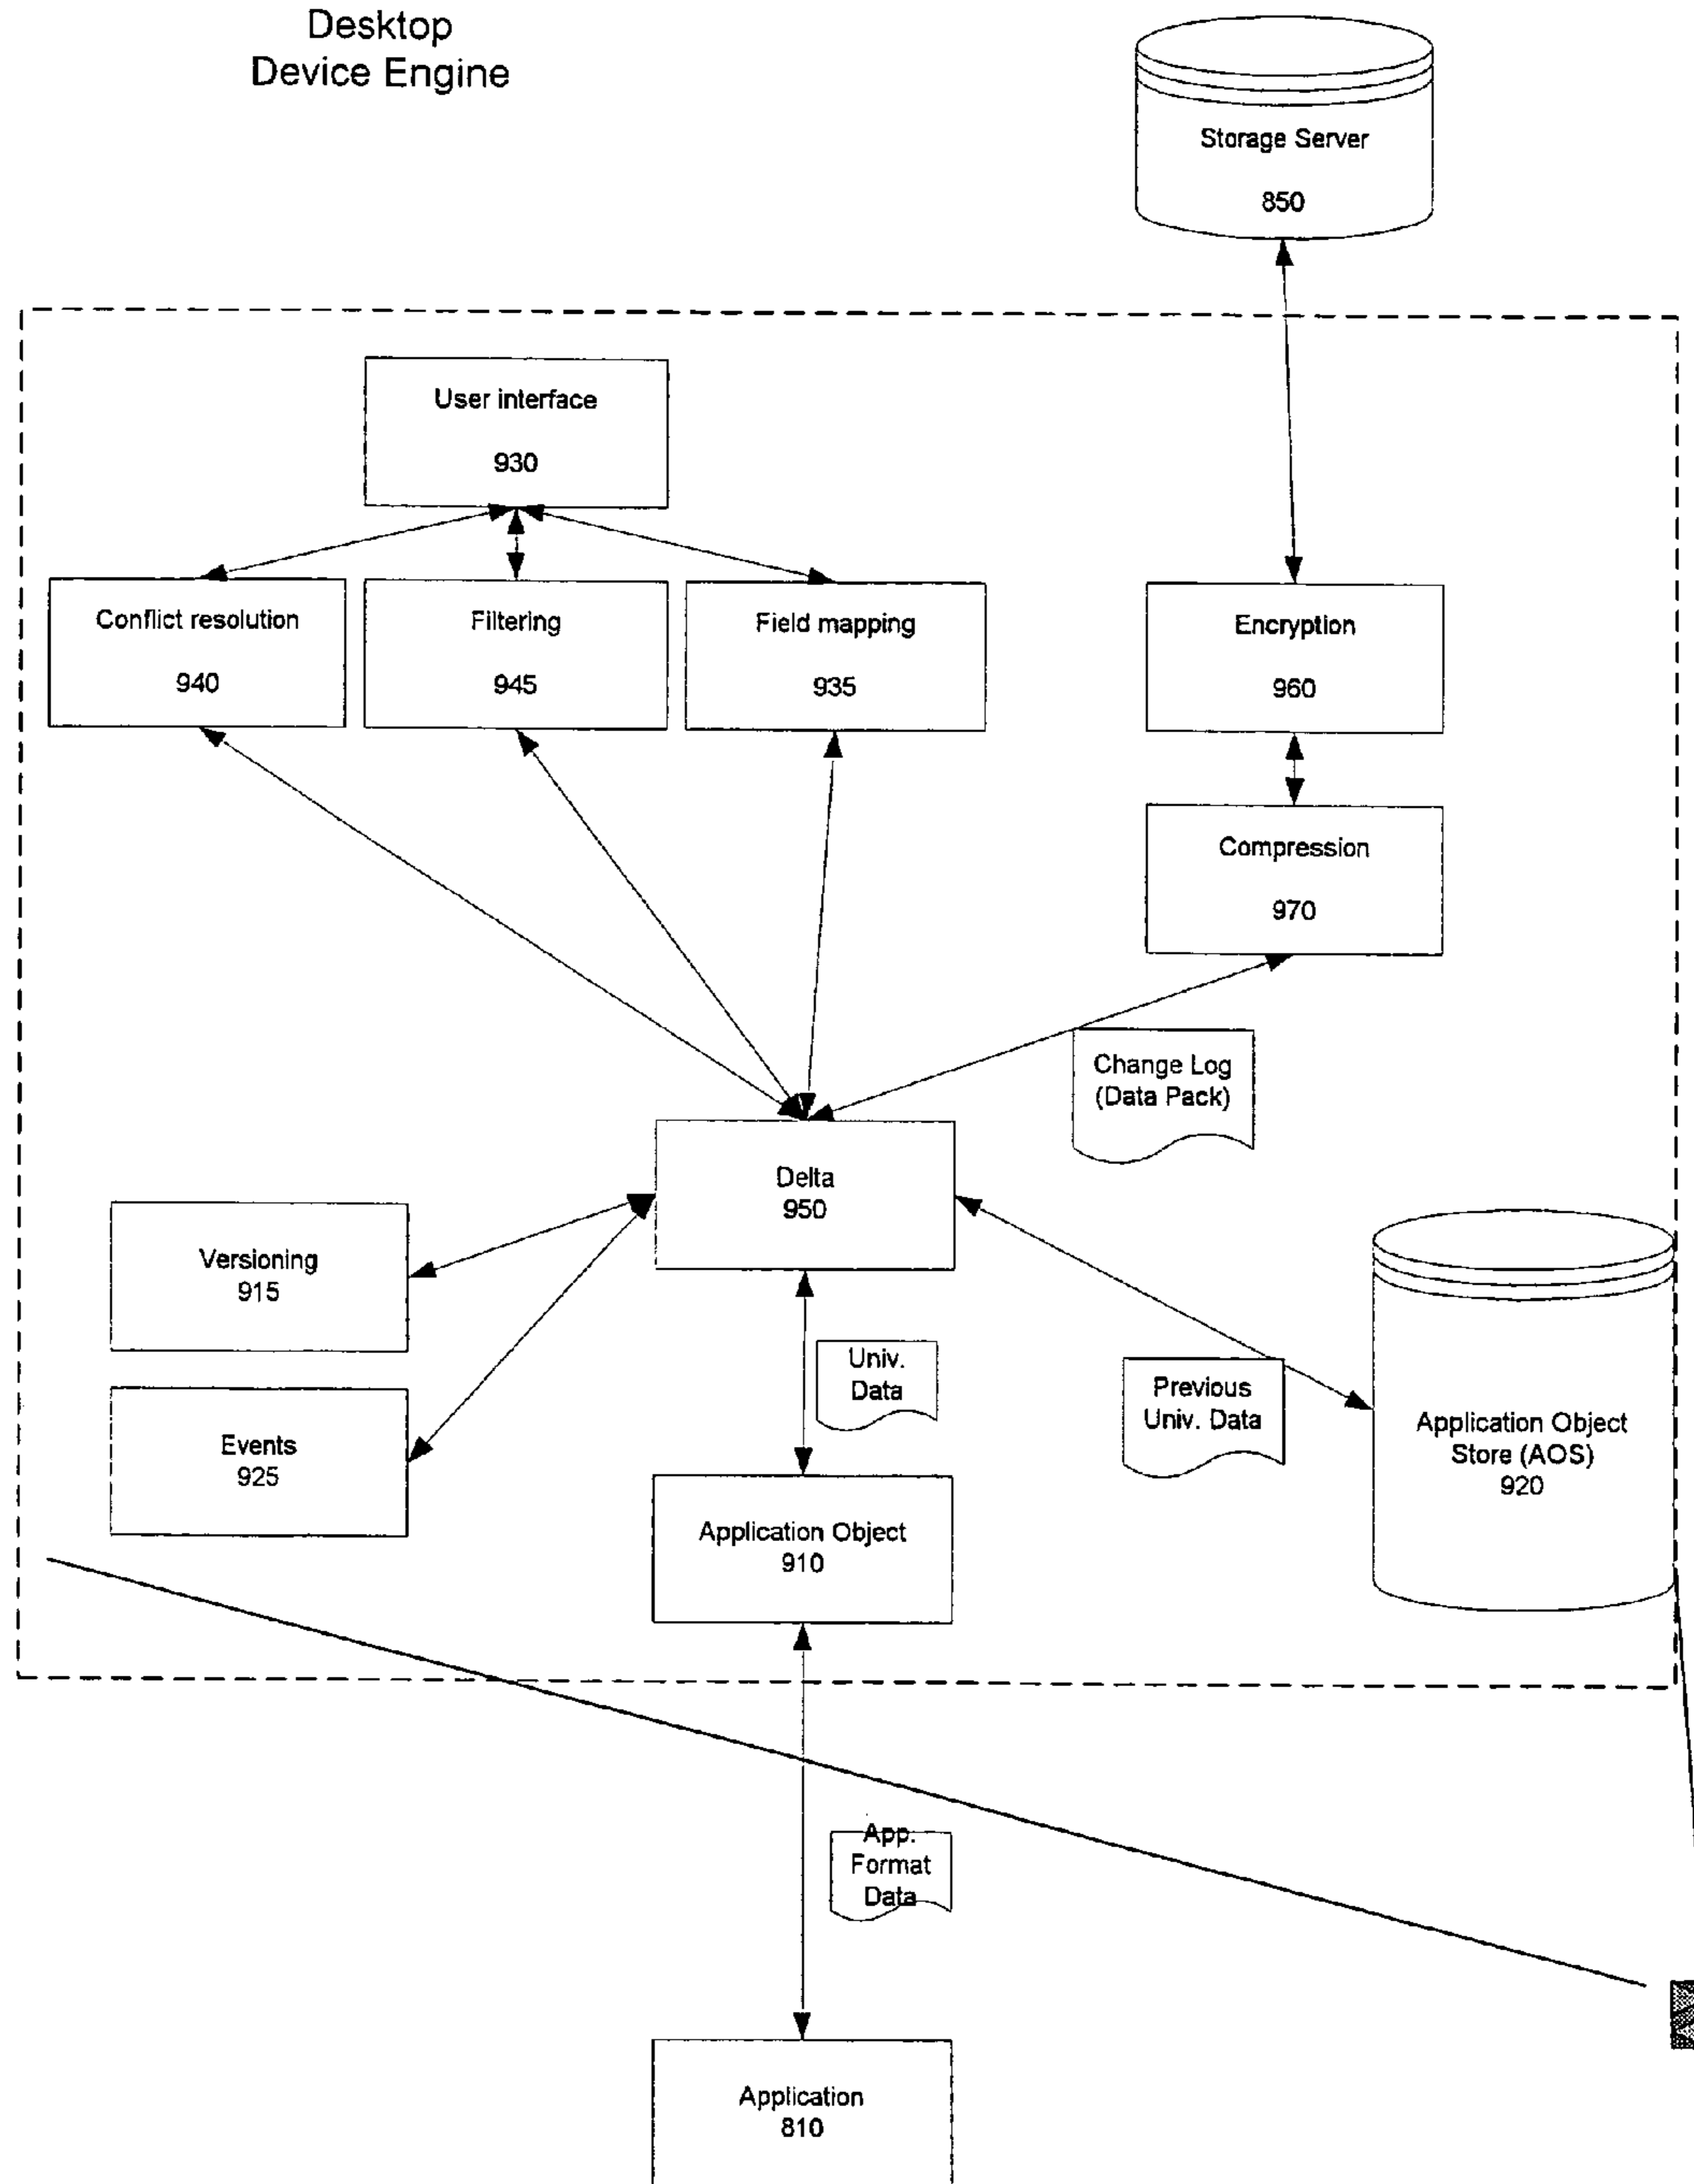 Desktop
Device Engine
Storage Server
850
User interface
930
Conflict resolution
940
Filtering
945
Field mapping
935
Encryption
960
Compression
970
Change Log
(Data Pack)
Delta
950
Versioning
915
Univ.
Data
Previous
Univ. Data
Application Object
Store (AOS)
920
Events
925
Application Object
910
App.
Format
Data
Application
810